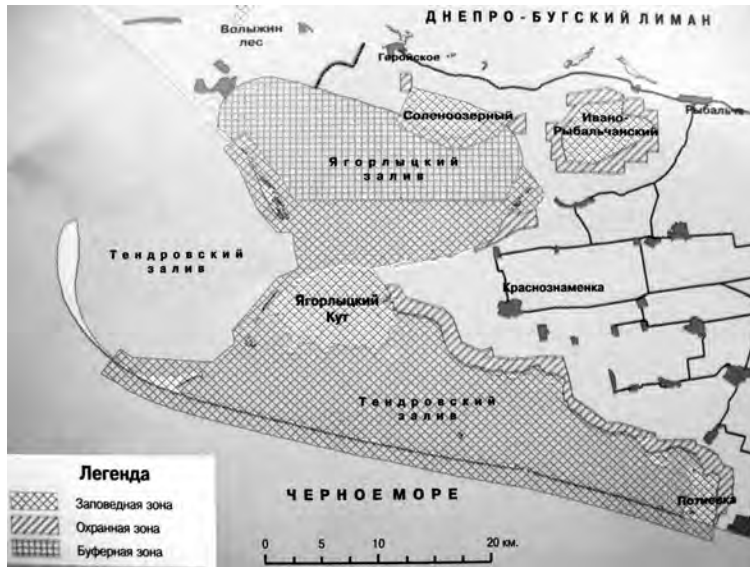 ДНЕПРО-БУГСКИЙ ЛИМАН
Волыжин
лес
Геройское
Рыбальч
Соленоозерный
Ивано-
Рыбальчанский
Ягорлыцкий
залив
Тендровский
залив
Ягорлыцкий
Кут
Краснознаменка
Тендровский
залив
Потиевка
ЧЕРНОЕ МОРЕ
Легенда
Заповедная зона
Охранная зона
Буферная зона
0 5 10 20 км.